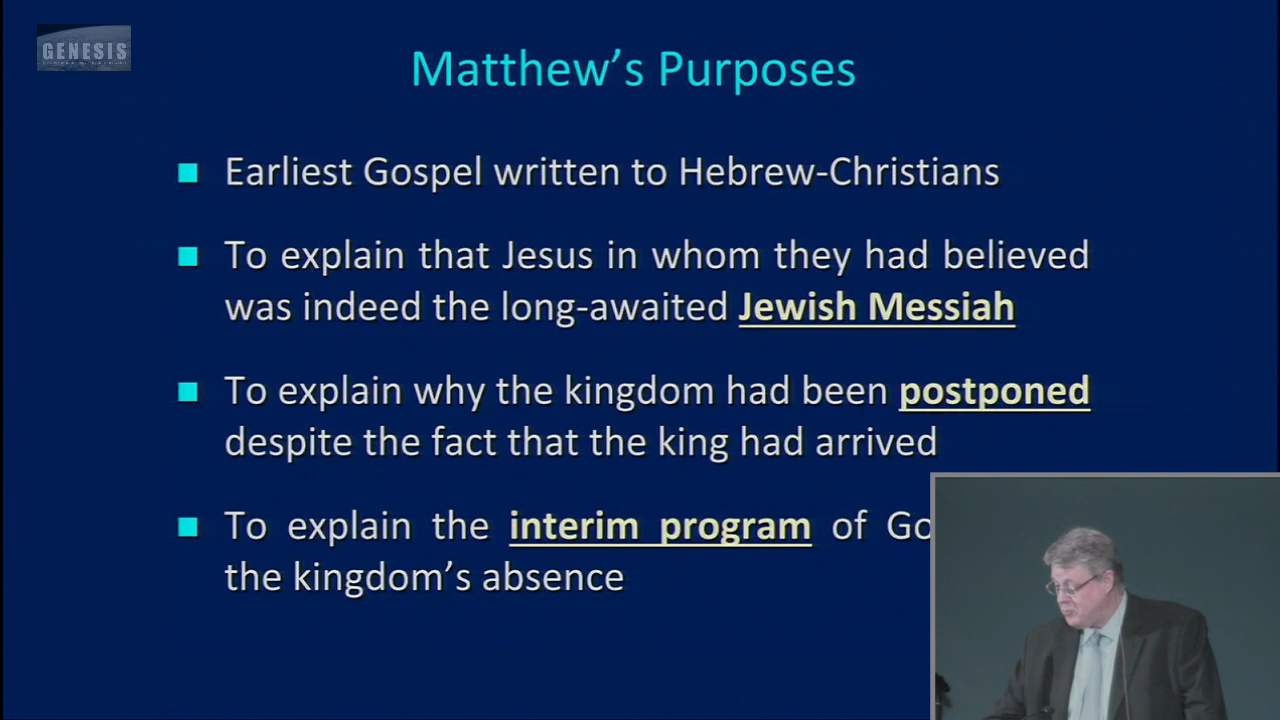 GENESIS
Matthew’s Purposes
Earliest Gospel written to Hebrew-Christians
To explain that Jesus in whom they had believed
was indeed the long-awaited Jewish Messiah
To explain why the kingdom had been postponed
despite the fact that the king had arrived
To explain the interim program of
the kingdom’s absence